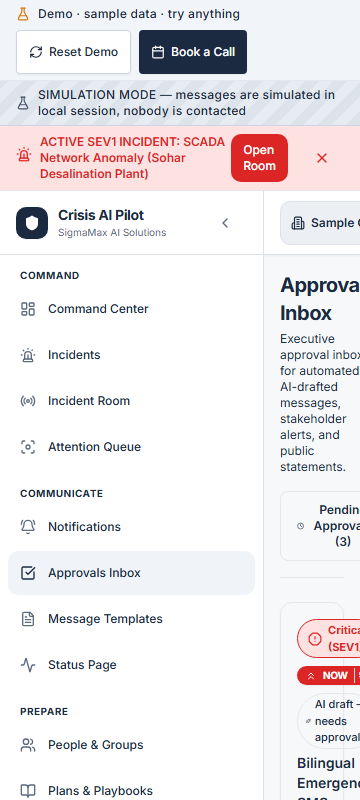 Demo · sample data · try anything
Reset Demo
Book a Call
SIMULATION MODE — messages are simulated in
local session, nobody is contacted
ACTIVE SEV1 INCIDENT: SCADA
Network Anomaly (Sohar
Desalination Plant)
Open
Room
Crisis AI Pilot
SigmaMax AI Solutions
COMMAND
Command Center
Incidents
Incident Room
Attention Queue
COMMUNICATE
Notifications
Approvals Inbox
Message Templates
Status Page
PREPARE
People & Groups
Plans & Playbooks
Sample
Approva
Inbox
Executive
approval inbox
for automated
AI-drafted
messages,
stakeholder
alerts, and
public
statements.
Pendin
Approva
(3)
Critica
(SEV1
NOW
AI draft -
needs
approval
Bilingual
Emergen